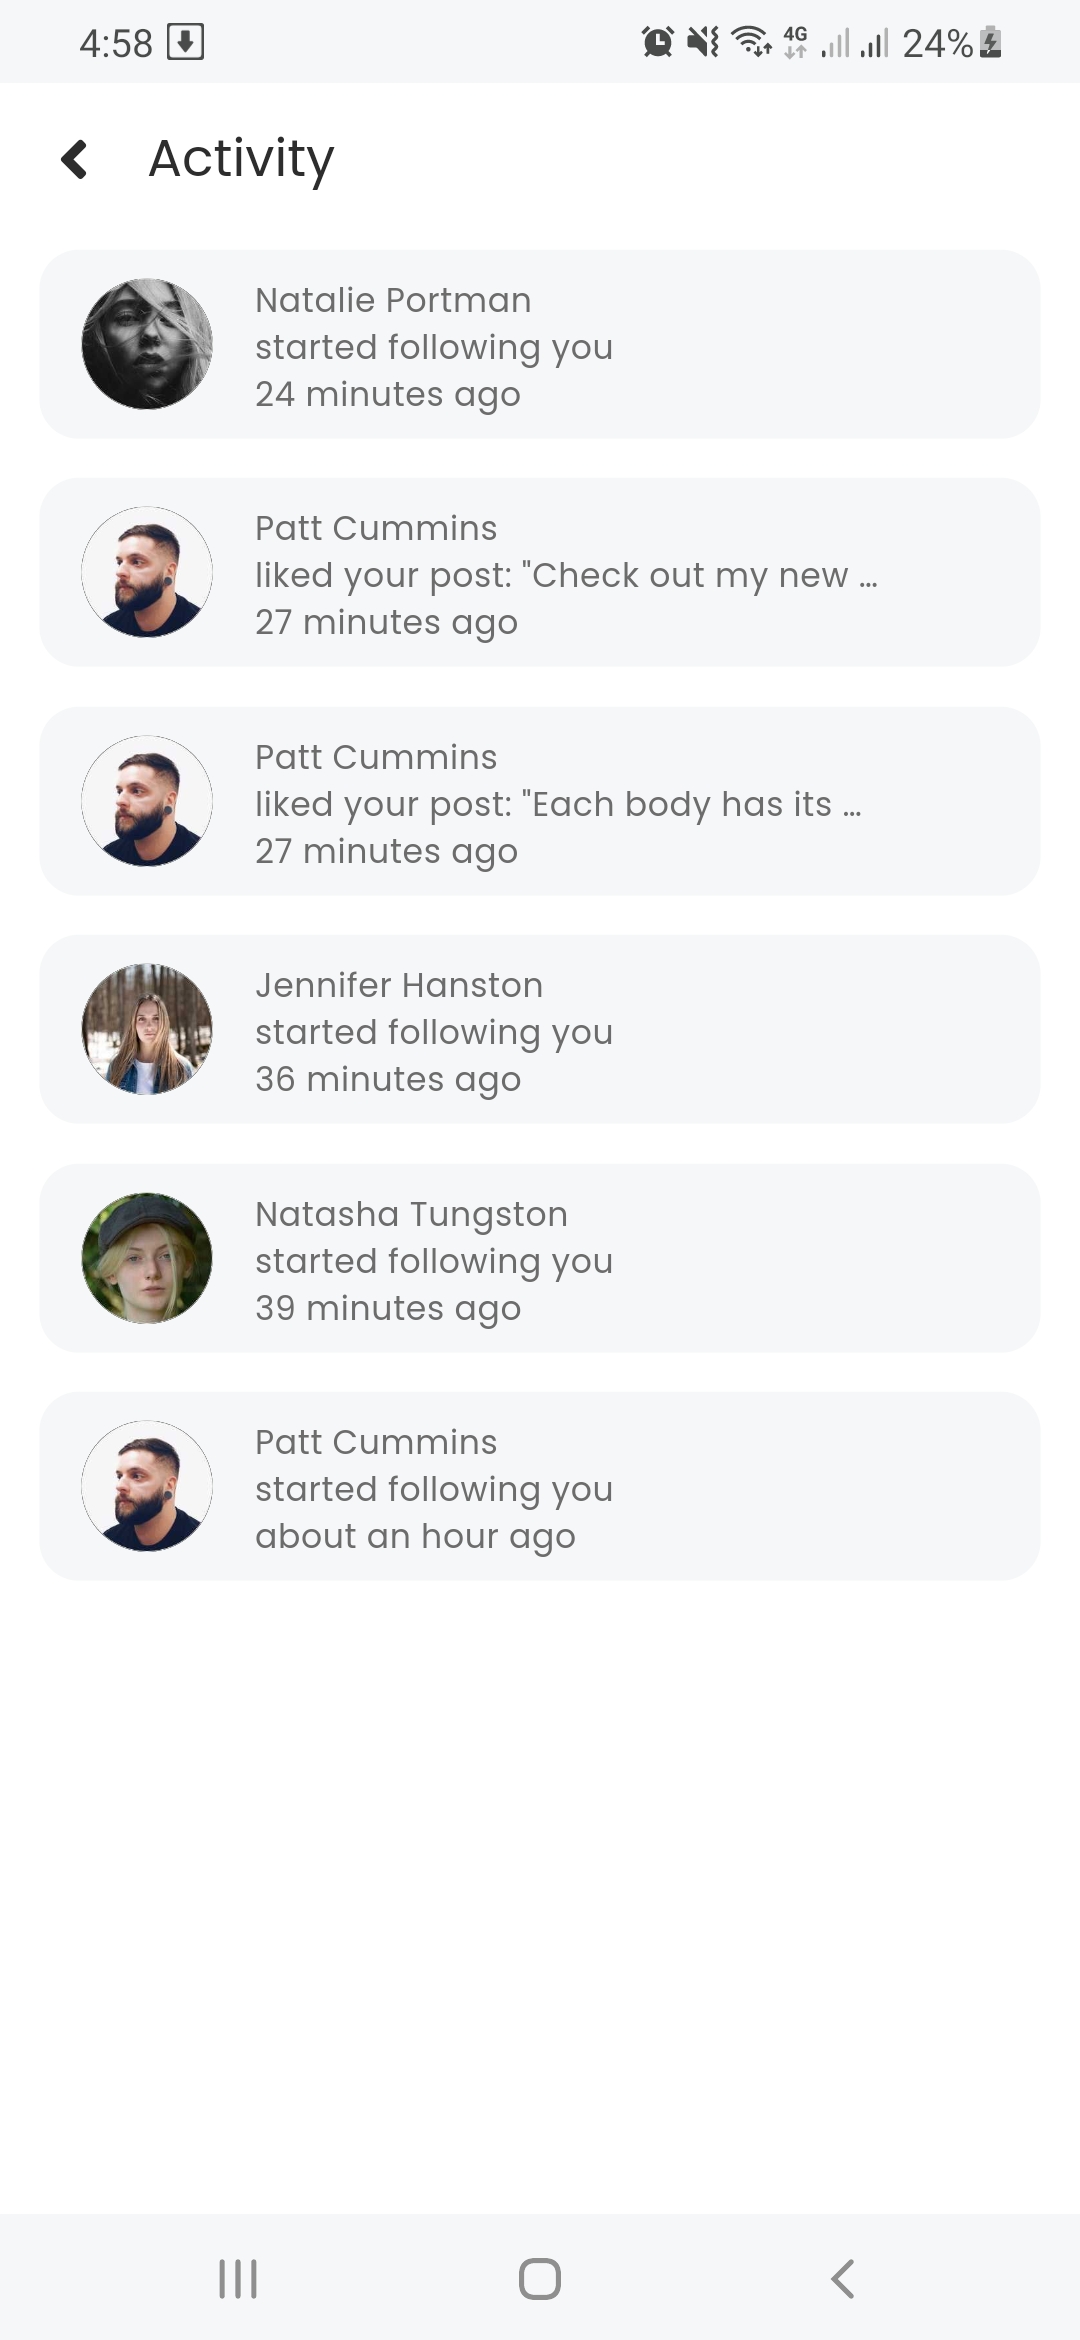 4:58
4G
24%
Activity
Natalie Portman
started following you
24 minutes ago
Patt Cummins
liked your post: "Check out my new ...
27 minutes ago
Patt Cummins
liked your post: "Each body has its ...
27 minutes ago
Jennifer Hanston
started following you
36 minutes ago
Natasha Tungston
started following you
39 minutes ago
Patt Cummins
started following you
about an hour ago